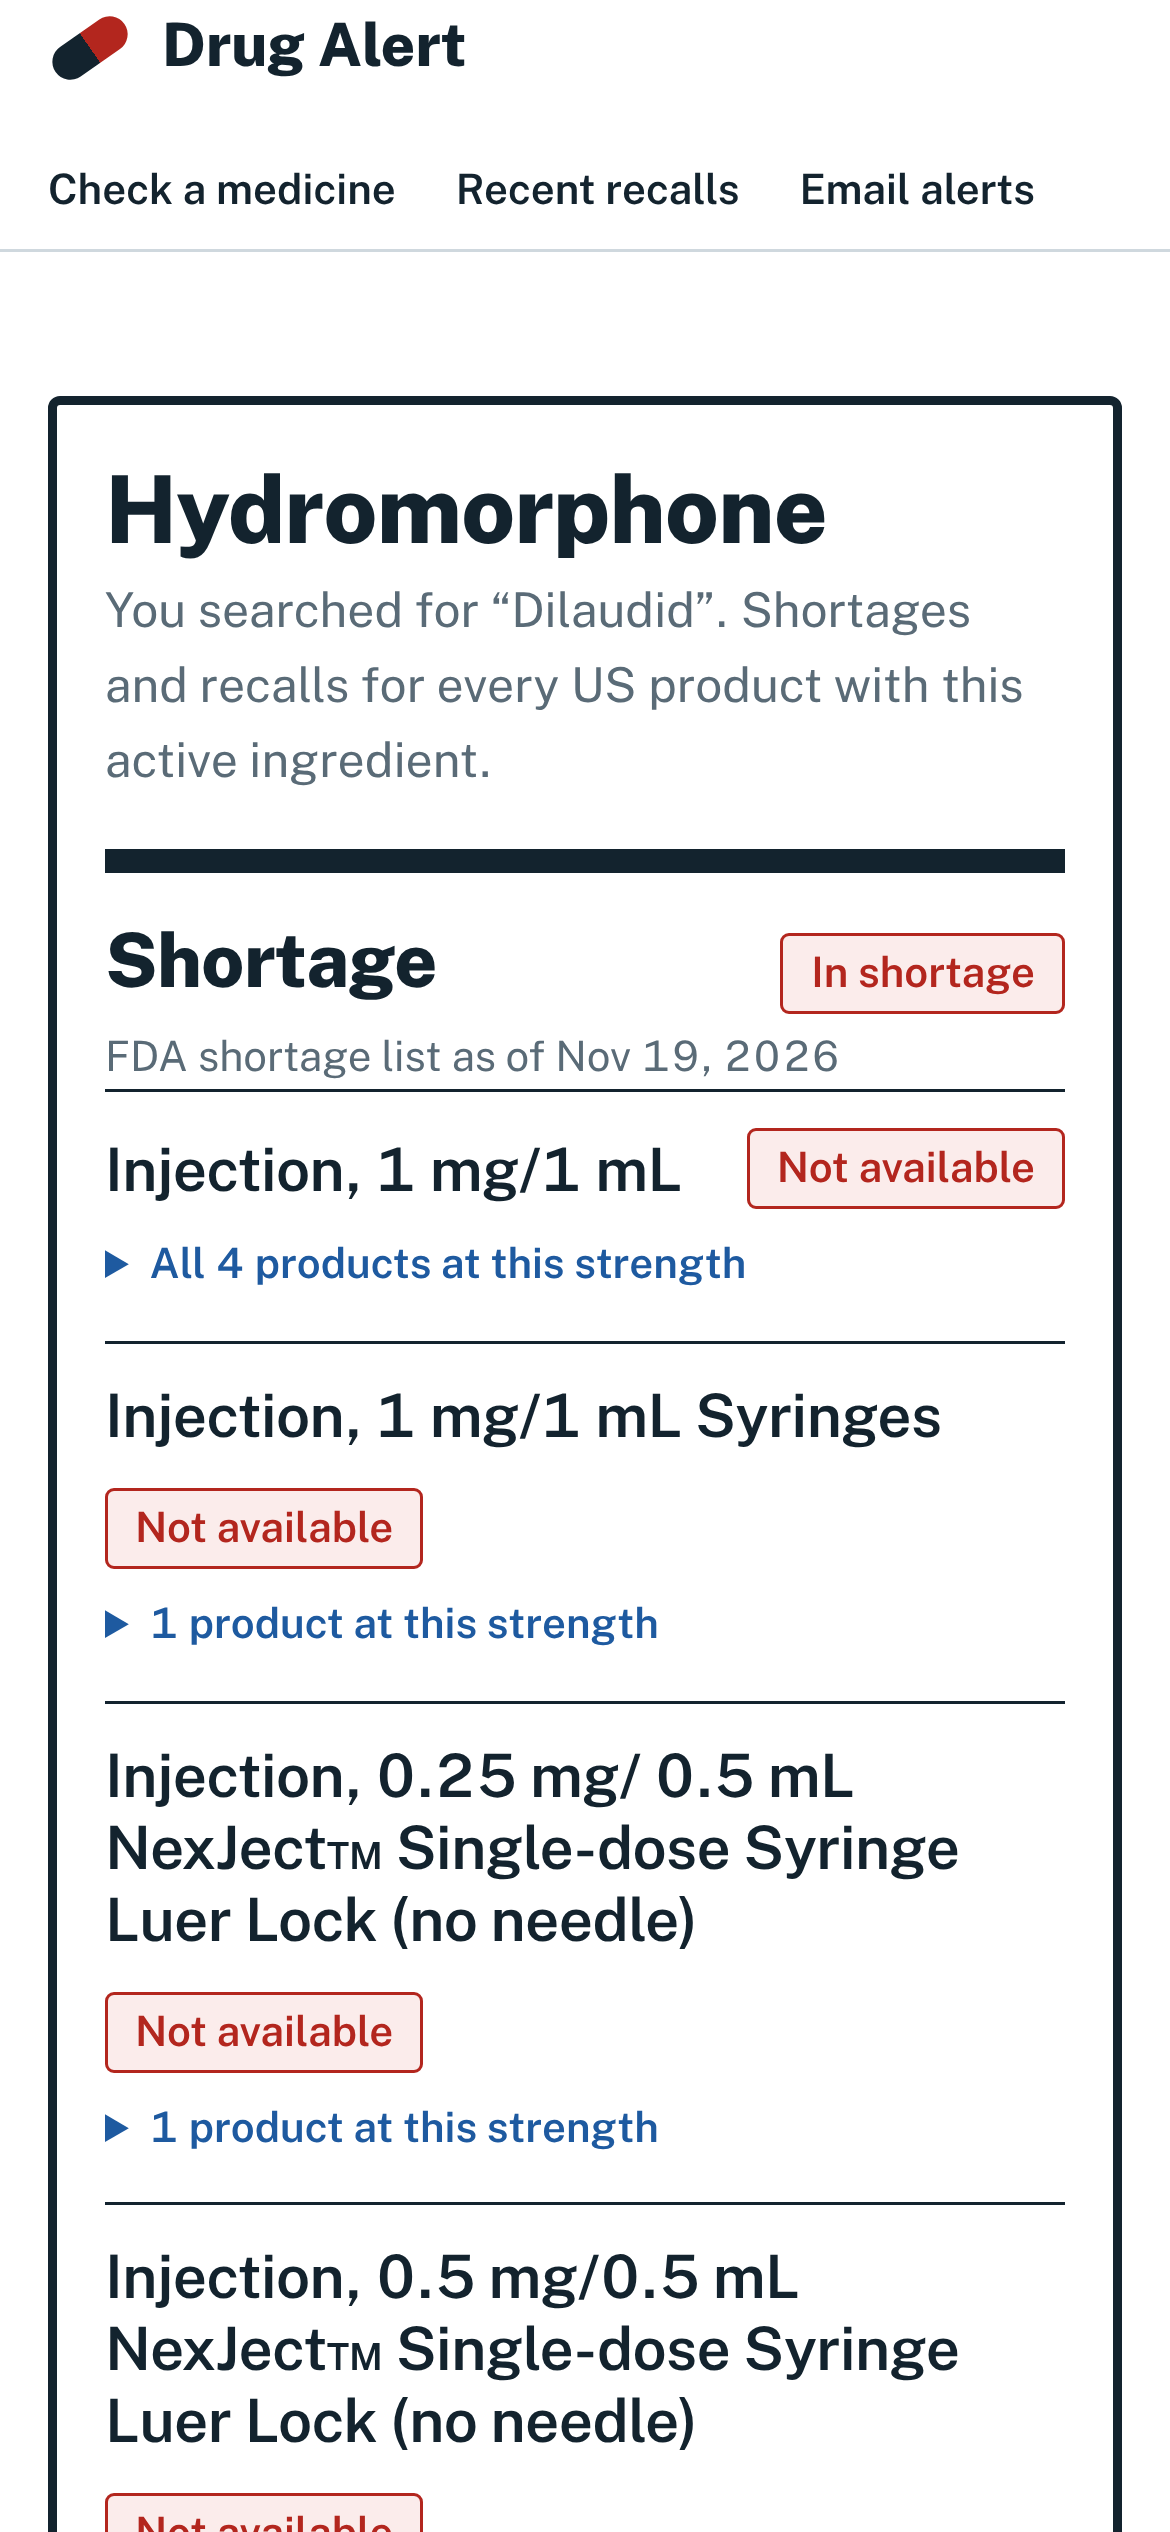 Drug Alert
Check a medicine Recent recalls Email alerts
Hydromorphone
You searched for “Dilaudid”. Shortages
and recalls for every US product with this
active ingredient.
Shortage
In shortage
FDA shortage list as of Nov 19, 2026
Injection, 1 mg/1 mL
Not available
All 4 products at this strength
Injection, 1 mg/1 mL Syringes
Not available
1 product at this strength
Injection, 0.25 mg/ 0.5 mL
NexJect™ Single-dose Syringe
Luer Lock (no needle)
Not available
1 product at this strength
Injection, 0.5 mg/0.5 mL
NexJect™ Single-dose Syringe
Luer Lock (no needle)
Not available